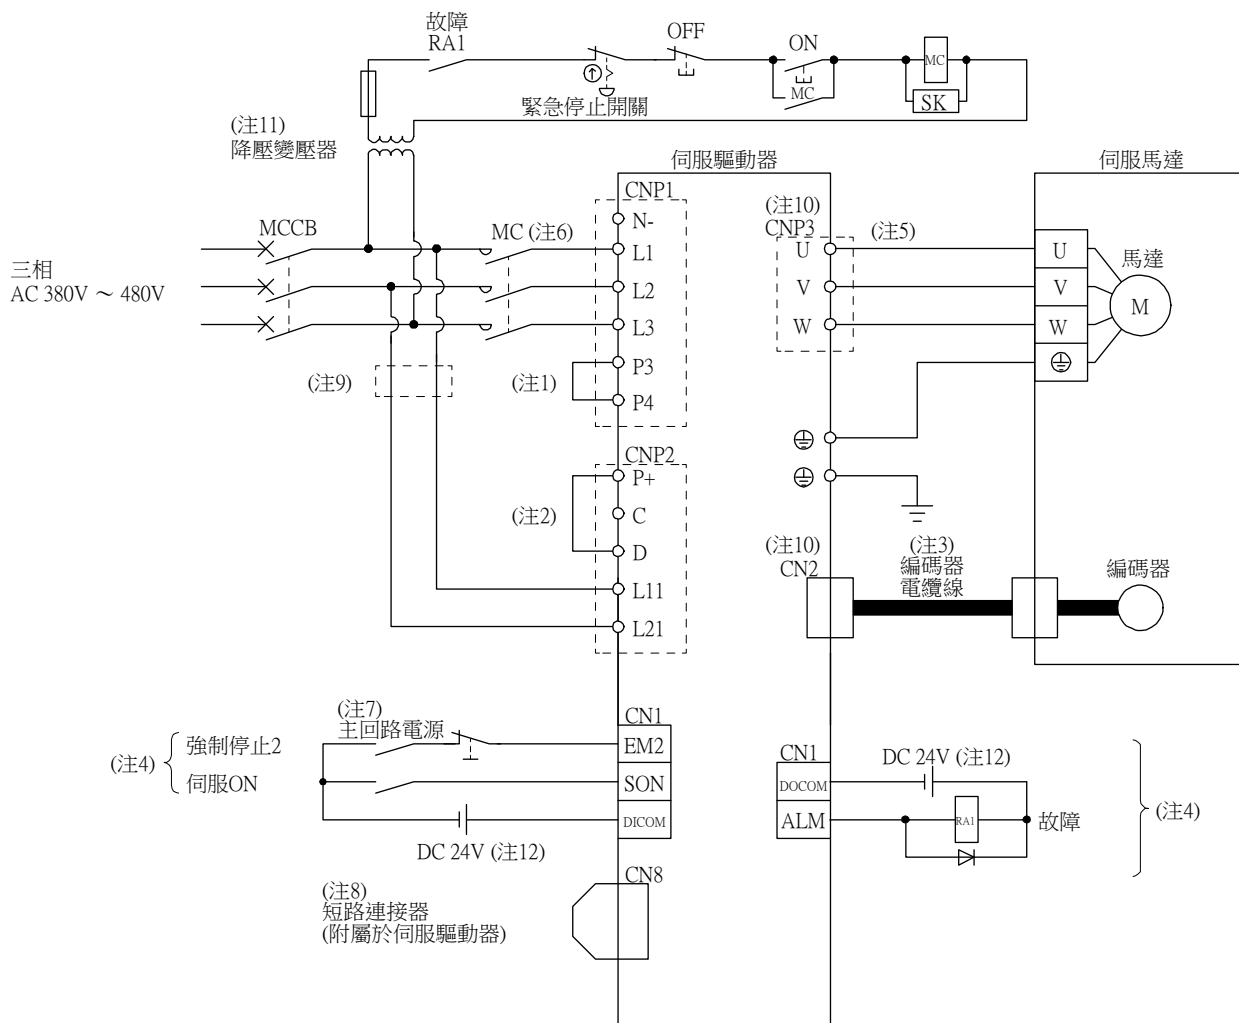 故障
RA1
OFF
ON
MC
MC
SK
緊急停止開關
(注11)
降壓變壓器
伺服驅動器
伺服馬達
CNP1
N-
L1
L2
L3
P3
P4
MCCB
MC (注6)
三相
AC 380V ～ 480V
(注9)
(注1)
(注10)
CNP3
U
V
W
(注5)
U
V
W
馬達
M
CNP2
P+
C
D
L11
L21
(注2)
(注10)
CN2
(注3)
編碼器
電纜線
編碼器
(注7)
主回路電源
CN1
EM2
SON
DICOM
(注4)
強制停止2
伺服ON
DC 24V (注12)
CN1
DOCOM
ALM
DC 24V (注12)
RA1
故障
(注4)
CN8
(注8)
短路連接器
(附屬於伺服驅動器)